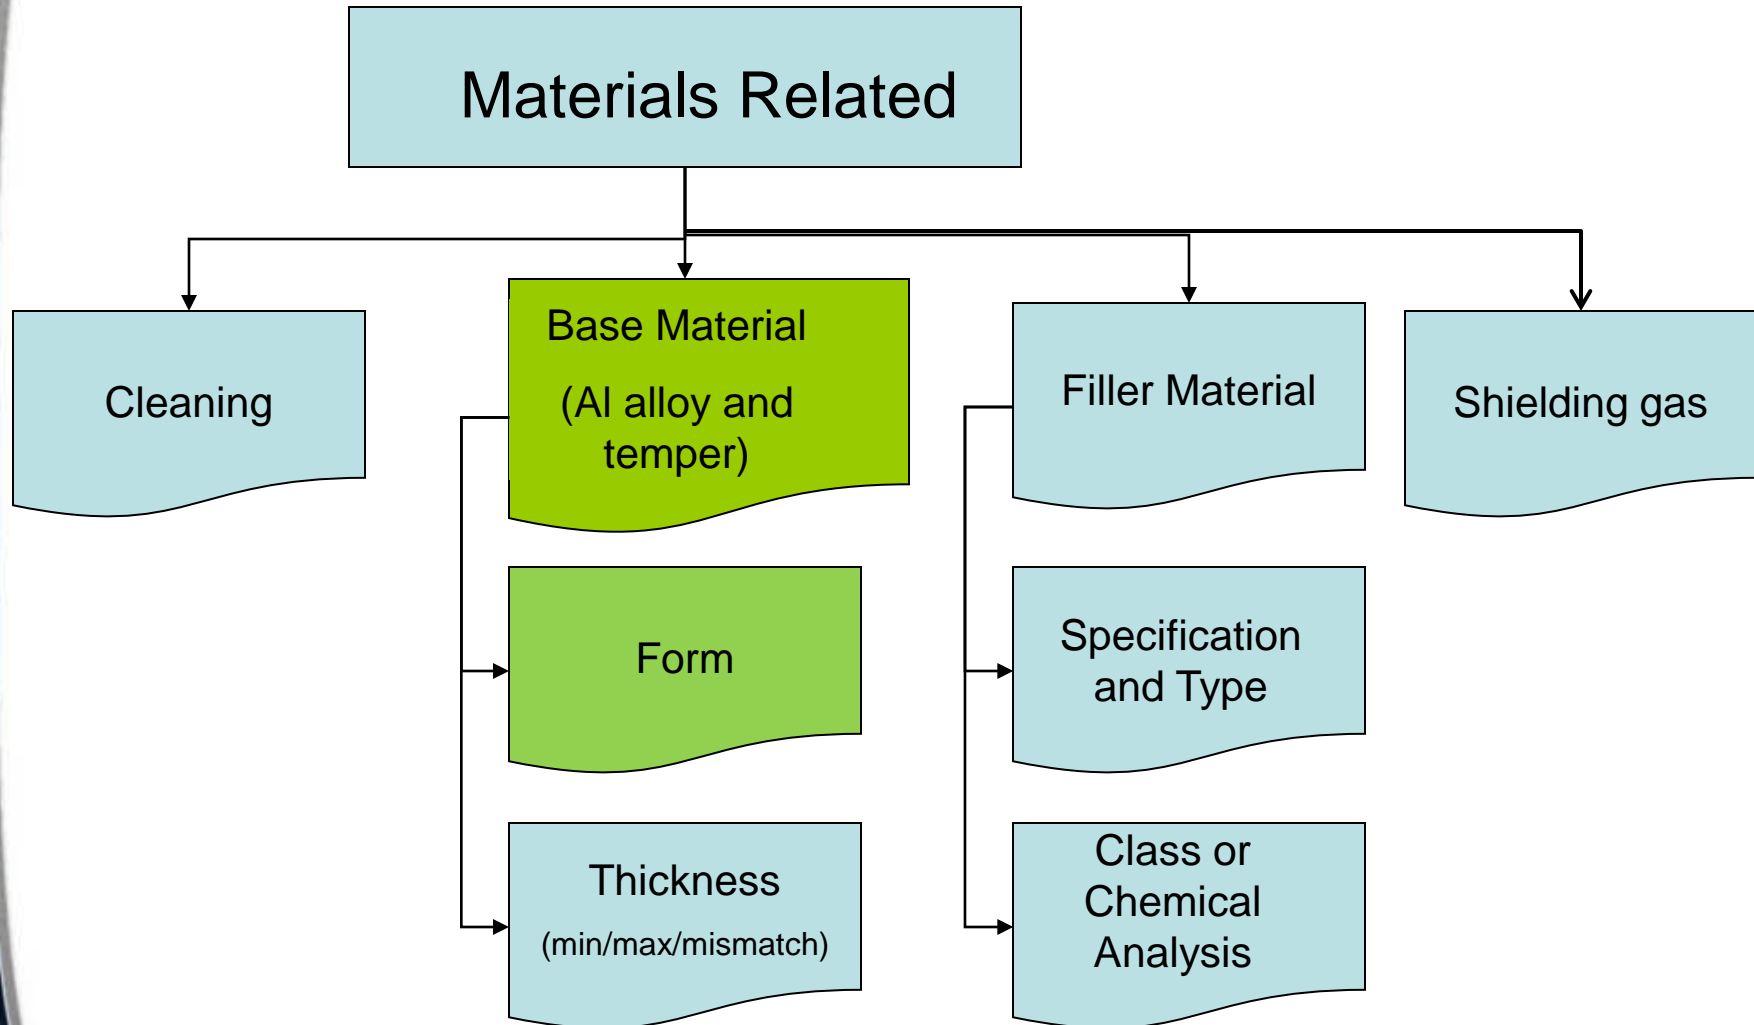 Materials Related
Cleaning
Base Material
(Al alloy and
temper)
Filler Material
Shielding gas
Form
Specification
and Type
Thickness
(min/max/mismatch)
Class or
Chemical
Analysis